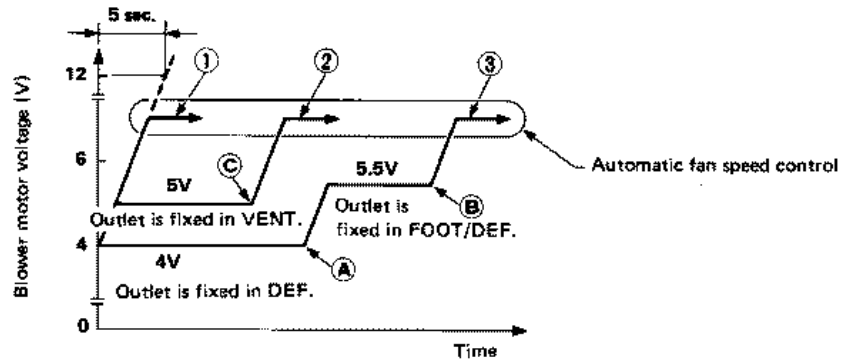 5 sec.
12
①
②
③
6
5V
Ⓒ
5.5V
Automatic fan speed control
Outlet is fixed in VENT.
Outlet is
fixed in FOOT/DEF.
Ⓑ
4
4V
Ⓐ
Outlet is fixed in DEF.
0
Time
Blower motor voltage (V)